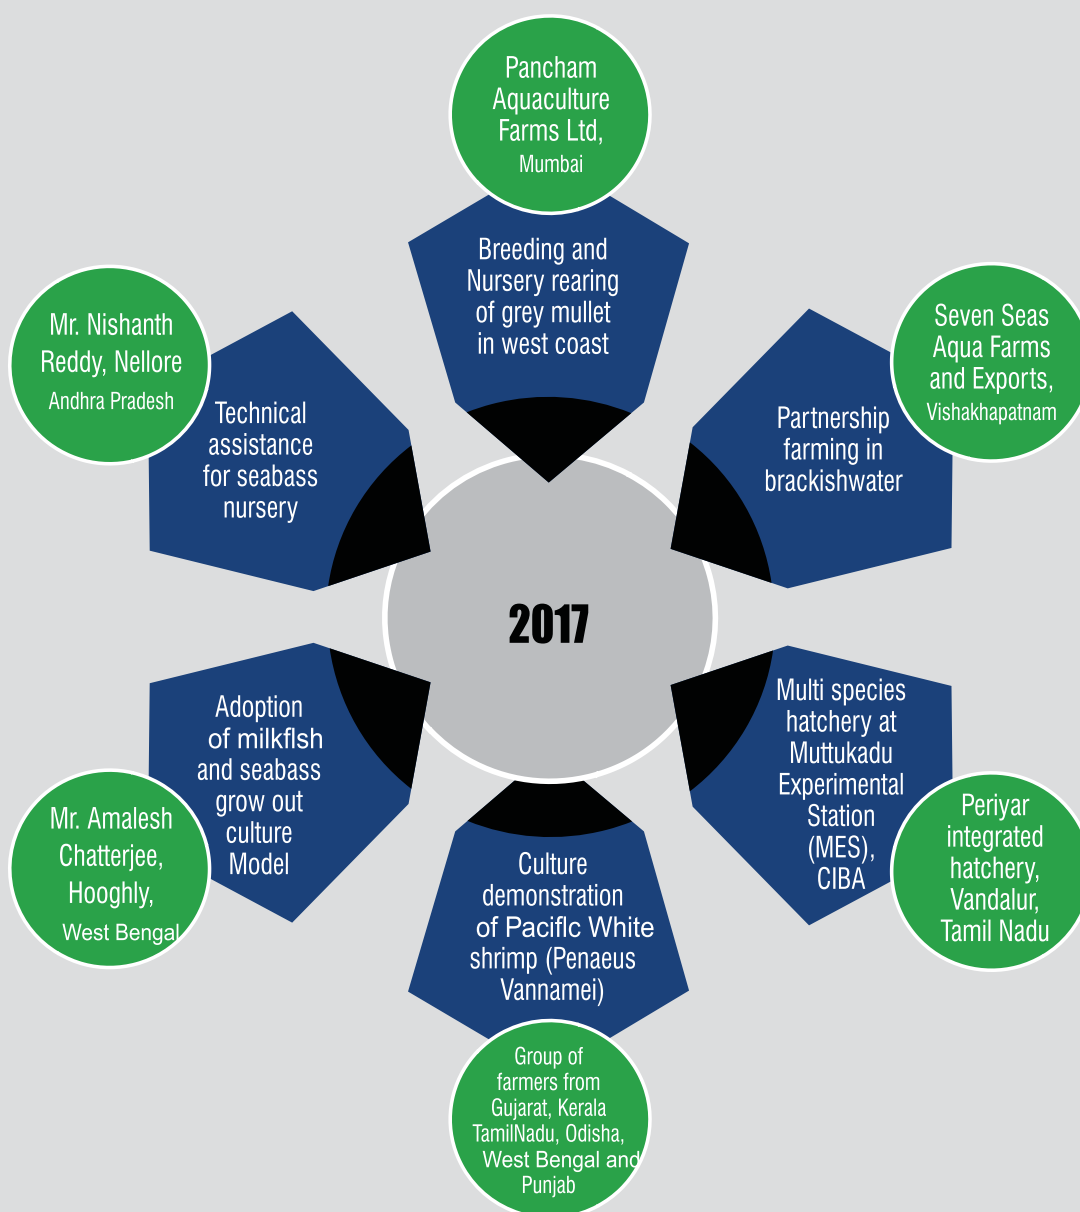 Pancham
Aquaculture
Farms Ltd,
Mumbai
Breeding and
Nursery rearing
of grey mullet
in west coast
Seven Seas
Aqua Farms
and Exports,
Vishakhapatnam
Partnership
farming in
brackishwater
Multi species
hatchery at
Muttukadu
Experimental
Station
(MES),
CIBA
Periyar
integrated
hatchery,
Vandalur,
Tamil Nadu
Culture
demonstration
of Pacific White
shrimp (Penaeus
Vannamei)
Group of
farmers from
Gujarat, Kerala
TamilNadu, Odisha,
West Bengal and
Punjab
Adoption
of milkfish
and seabass
grow out
culture
Model
Mr. Amalesh
Chatterjee,
Hooghly,
West Bengal
Mr. Nishanth
Reddy, Nellore
Andhra Pradesh
Technical
assistance
for seabass
nursery
2017